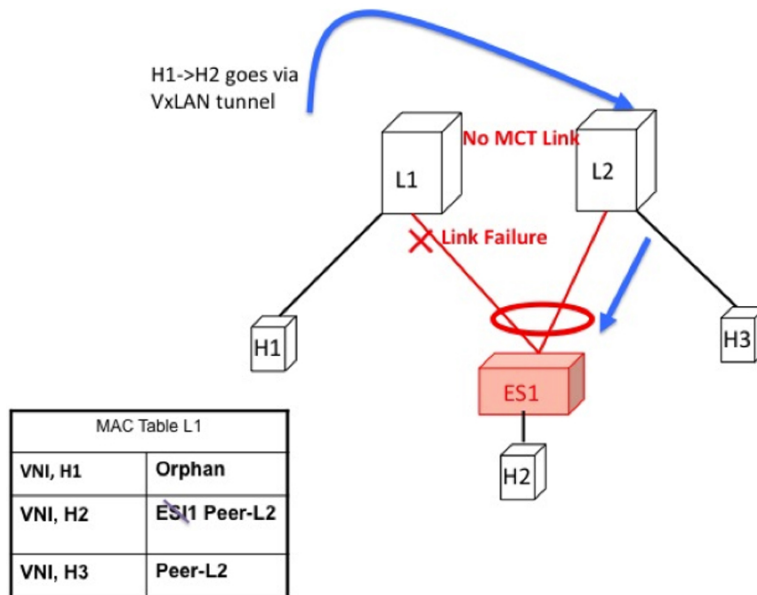 H1->H2 goes via
VxLAN tunnel
No MCT Link
L1
L2
Link Failure
H1
H3
ES1
H2
MAC Table L1
VNI, H1 Orphan
VNI, H2 ESI1 Peer-L2
VNI, H3 Peer-L2